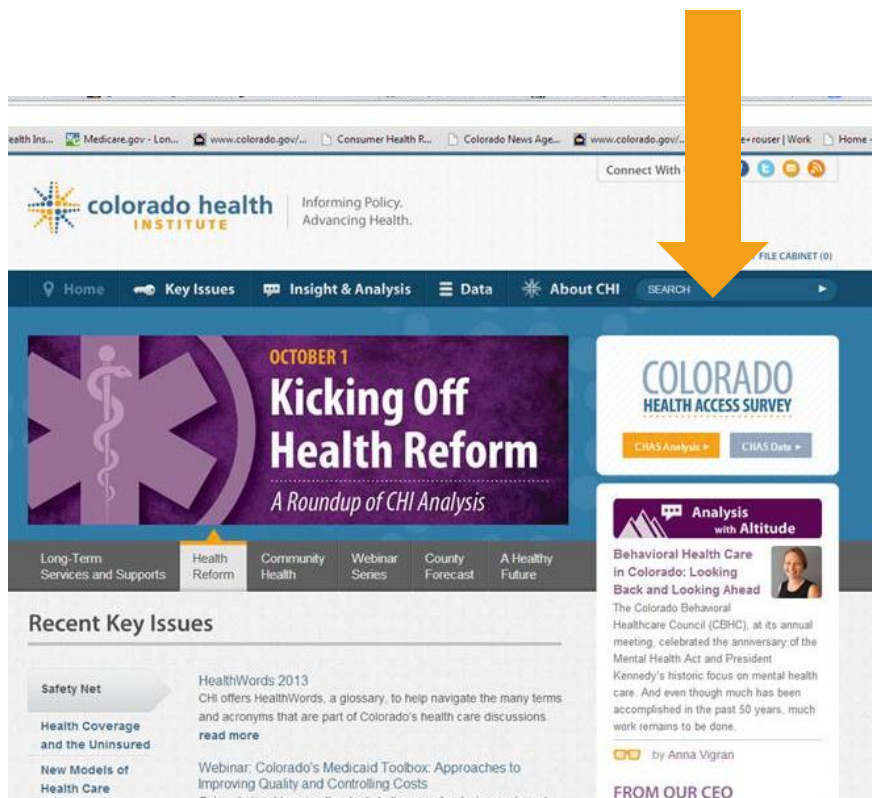 ealth Ins... Medicare.gov - Lon... www.colorado.gov/... Consumer Health R... Colorado News Age... www.colorado.gov/... e+rouser | Work Home -
Connect With
colorado health
INSTITUTE
Informing Policy.
Advancing Health.
FILE CABINET (0)
Home Key Issues Insight & Analysis Data About CHI SEARCH
OCTOBER 1
Kicking Off
Health Reform
A Roundup of CHI Analysis
COLORADO
HEALTH ACCESS SURVEY
CHAS Analysis CHAS Data
Long-Term
Services and Supports
Health
Reform
Community
Health
Webinar
Series
County
Forecast
A Healthy
Future
Analysis
with Altitude
Behavioral Health Care
in Colorado: Looking
Back and Looking Ahead
The Colorado Behavioral
Healthcare Council (CBHC), at its annual
meeting, celebrated the anniversary of the
Mental Health Act and President
Kennedy's historic focus on mental health
care. And even though much has been
accomplished in the past 50 years, much
work remains to be done.
by Anna Vigran
FROM OUR CEO
Recent Key Issues
Safety Net
Health Coverage
and the Uninsured
New Models of
Health Care
HealthWords 2013
CHI offers HealthWords, a glossary, to help navigate the many terms
and acronyms that are part of Colorado's health care discussions.
read more
Webinar: Colorado's Medicaid Toolbox: Approaches to
Improving Quality and Controlling Costs